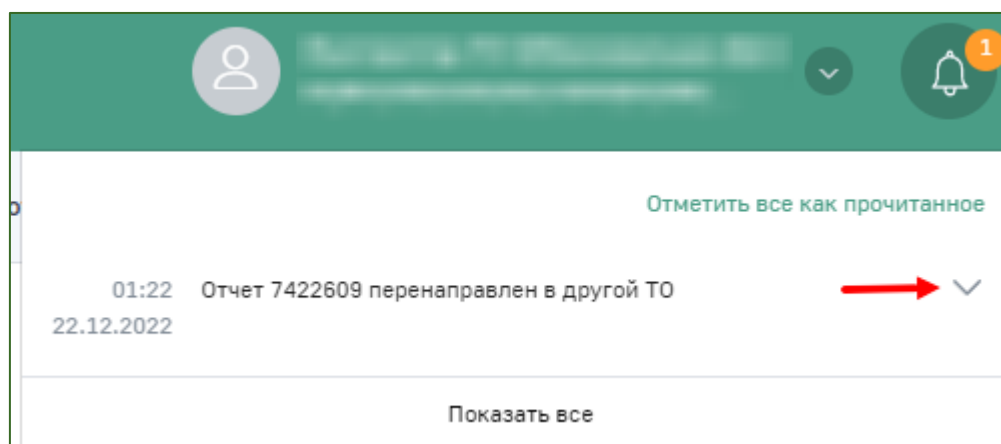 1
о
Отметить все как прочитанное
01:22 Отчет 7422609 перенаправлен в другой ТО
22.12.2022
Показать все